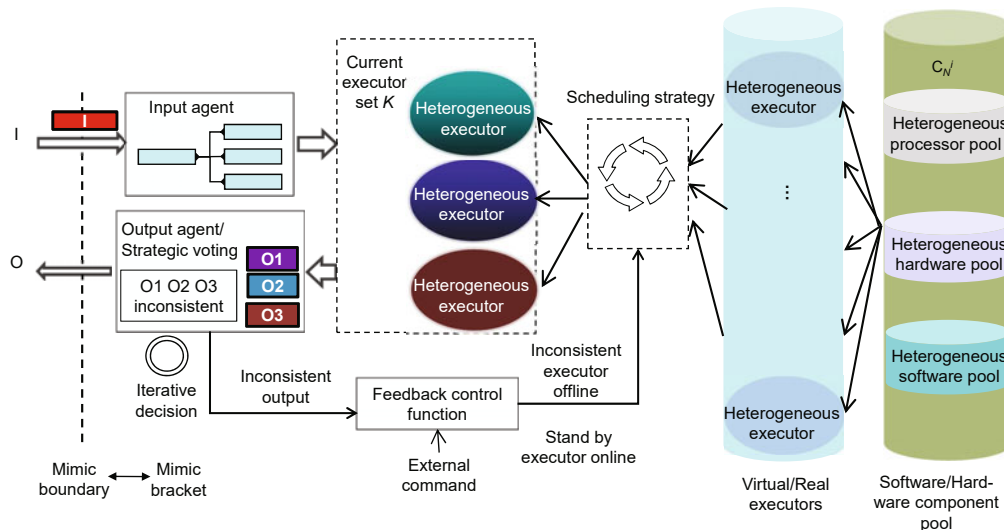 I
I
Input agent
Current
executor
set K
Heterogeneous
executor
Heterogeneous
executor
Heterogeneous
executor
Scheduling strategy
Heterogeneous
executor
...
Heterogeneous
executor
C_N^j
Heterogeneous
processor pool
Heterogeneous
hardware pool
Heterogeneous
software pool
O
Output agent/
Strategic voting
O1 O2 O3
inconsistent
O1
O2
O3
Iterative
decision
Inconsistent
output
Feedback control
function
External
command
Inconsistent
executor
offline
Stand by
executor online
Mimic
boundary
Mimic
bracket
Virtual/Real
executors
Software/Hard-
ware component
pool